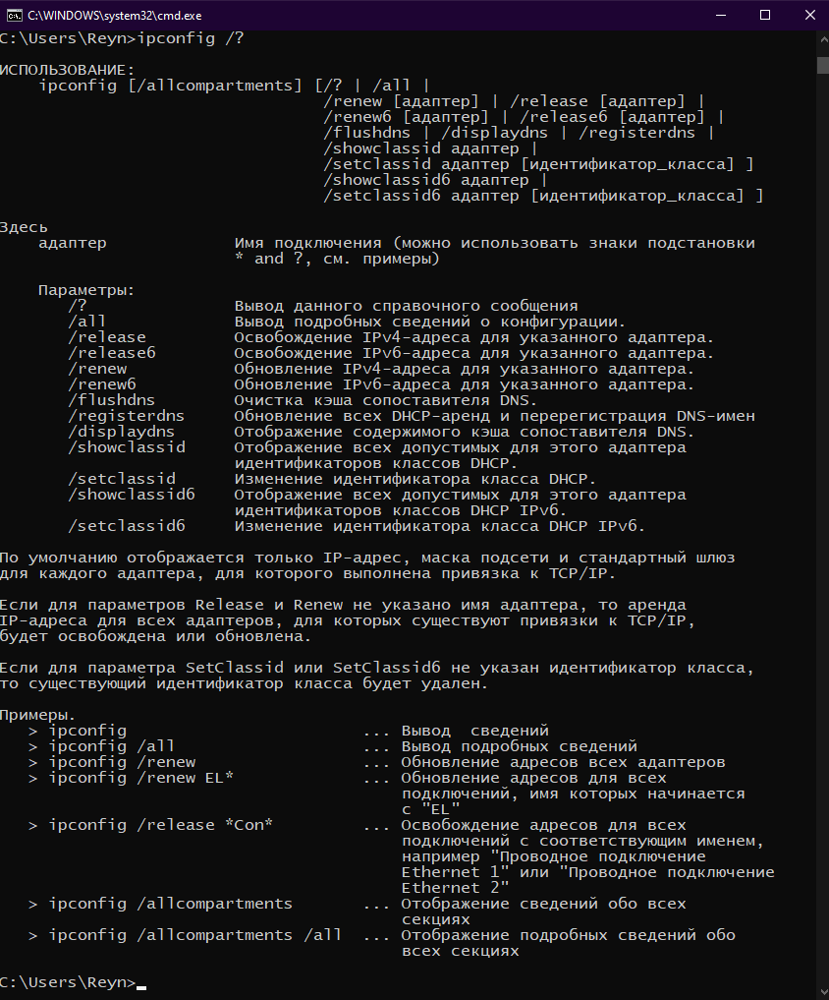 C:\WINDOWS\system32\cmd.exe
C:\Users\Reyn>ipconfig /?
ИСПОЛЬЗОВАНИЕ:
    ipconfig [/allcompartments] [/? | /all |
                                 /renew [адаптер] | /release [адаптер] |
                                 /renew6 [адаптер] | /release6 [адаптер] |
                                 /flushdns | /displaydns | /registerdns |
                                 /showclassid адаптер |
                                 /setclassid адаптер [идентификатор_класса] ]
                                 /showclassid6 адаптер |
                                 /setclassid6 адаптер [идентификатор_класса] ]
Здесь
    адаптер             Имя подключения (можно использовать знаки подстановки
                        * and ?, см. примеры)
    Параметры:
       /?               Вывод данного справочного сообщения
       /all             Вывод подробных сведений о конфигурации.
       /release         Освобождение IPv4-адреса для указанного адаптера.
       /release6        Освобождение IPv6-адреса для указанного адаптера.
       /renew           Обновление IPv4-адреса для указанного адаптера.
       /renew6          Обновление IPv6-адреса для указанного адаптера.
       /flushdns        Очистка кэша сопоставителя DNS.
       /registerdns     Обновление всех DHCP-аренд и перерегистрация DNS-имен
       /displaydns      Отображение содержимого кэша сопоставителя DNS.
       /showclassid     Отображение всех допустимых для этого адаптера
                        идентификаторов классов DHCP.
       /setclassid      Изменение идентификатора класса DHCP.
       /showclassid6    Отображение всех допустимых для этого адаптера
                        идентификаторов классов DHCP IPv6.
       /setclassid6     Изменение идентификатора класса DHCP IPv6.
По умолчанию отображается только IP-адрес, маска подсети и стандартный шлюз
для каждого адаптера, для которого выполнена привязка к TCP/IP.
Если для параметров Release и Renew не указано имя адаптера, то аренда
IP-адреса для всех адаптеров, для которых существуют привязки к TCP/IP,
будет освобождена или обновлена.
Если для параметра SetClassid или SetClassid6 не указан идентификатор класса,
то существующий идентификатор класса будет удален.
Примеры.
   > ipconfig                        ... Вывод  сведений
   > ipconfig /all                   ... Вывод подробных сведений
   > ipconfig /renew                 ... Обновление адресов всех адаптеров
   > ipconfig /renew EL*             ... Обновление адресов для всех
                                         подключений, имя которых начинается
                                         с "EL"
   > ipconfig /release *Con*         ... Освобождение адресов для всех
                                         подключений с соответствующим именем,
                                         например "Проводное подключение
                                         Ethernet 1" или "Проводное подключение
                                         Ethernet 2"
   > ipconfig /allcompartments       ... Отображение сведений обо всех
                                         секциях
   > ipconfig /allcompartments /all  ... Отображение подробных сведений обо
                                         всех секциях
C:\Users\Reyn>